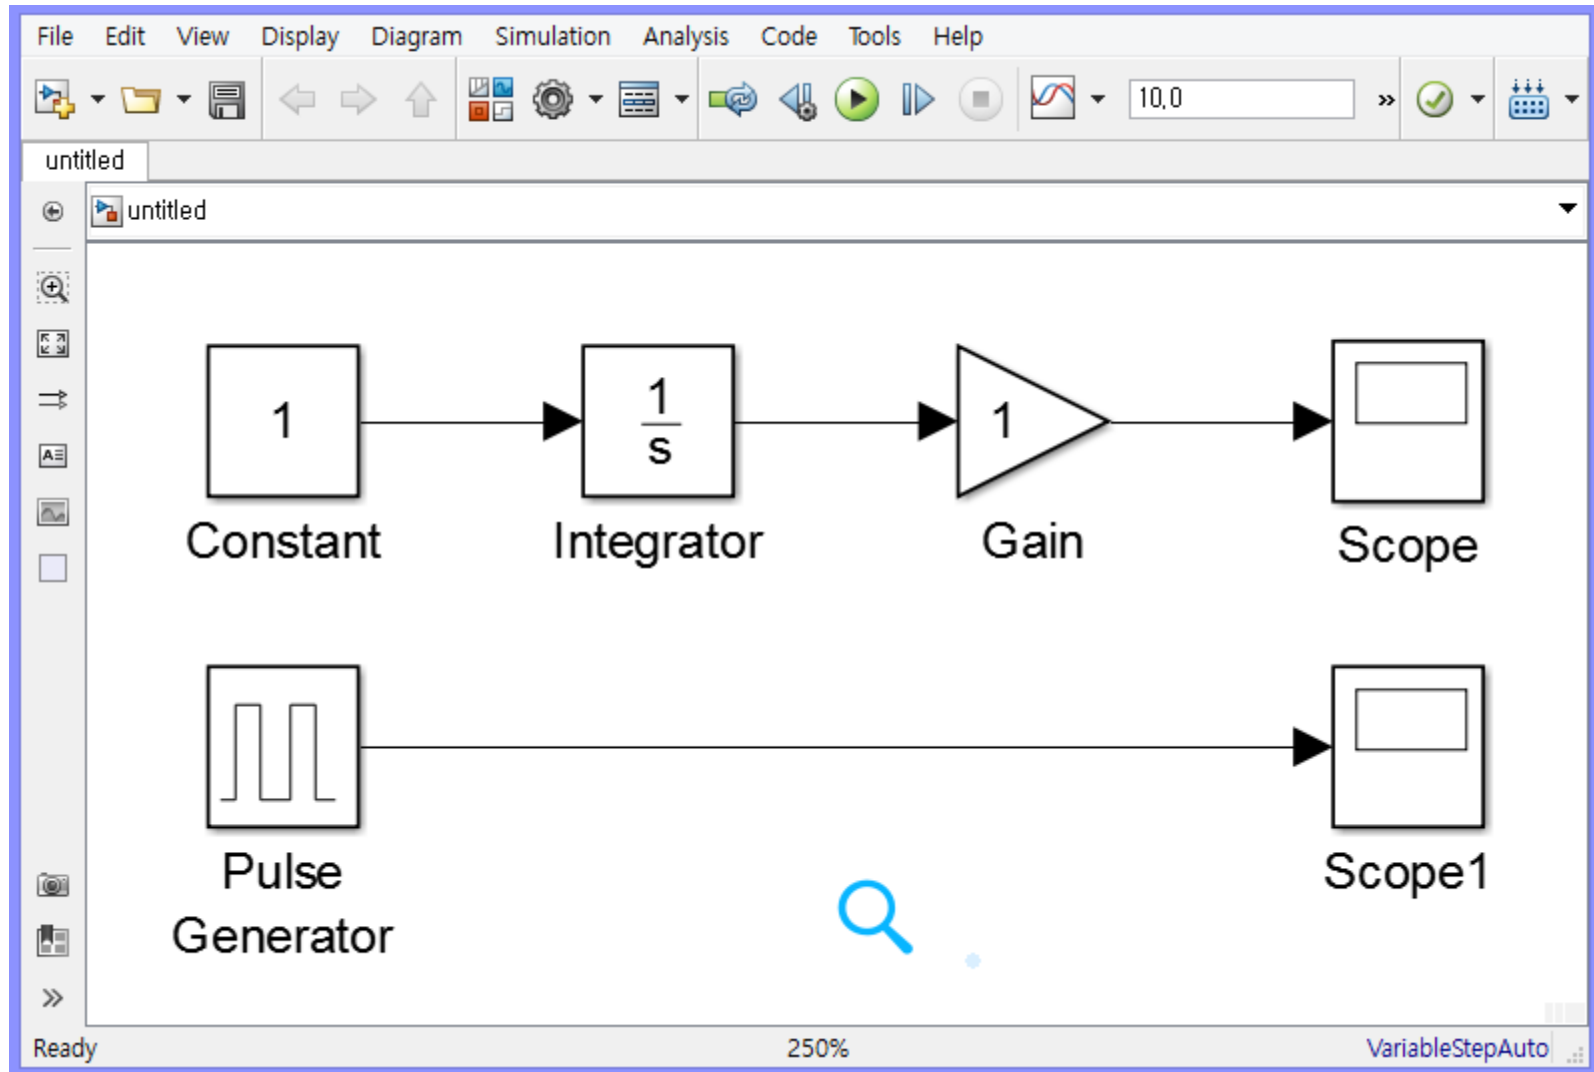 File Edit View Display Diagram Simulation Analysis Code Tools Help
10,0
untitled
untitled
1
1
s
1
Constant
Integrator
Gain
Scope
Pulse
Generator
Scope1
Ready
250%
VariableStepAuto